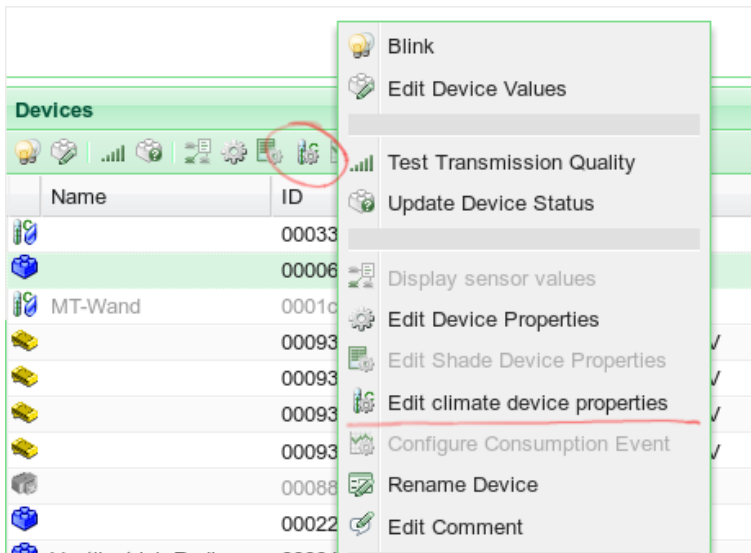 Blink
Edit Device Values
Devices
Test Transmission Quality
Name
ID
Update Device Status
00033
00006
Display sensor values
MT-Wand
0001c
Edit Device Properties
00093
Edit Shade Device Properties
00093
00093
Edit climate device properties
00093
Configure Consumption Event
00088
Rename Device
00022
Edit Comment